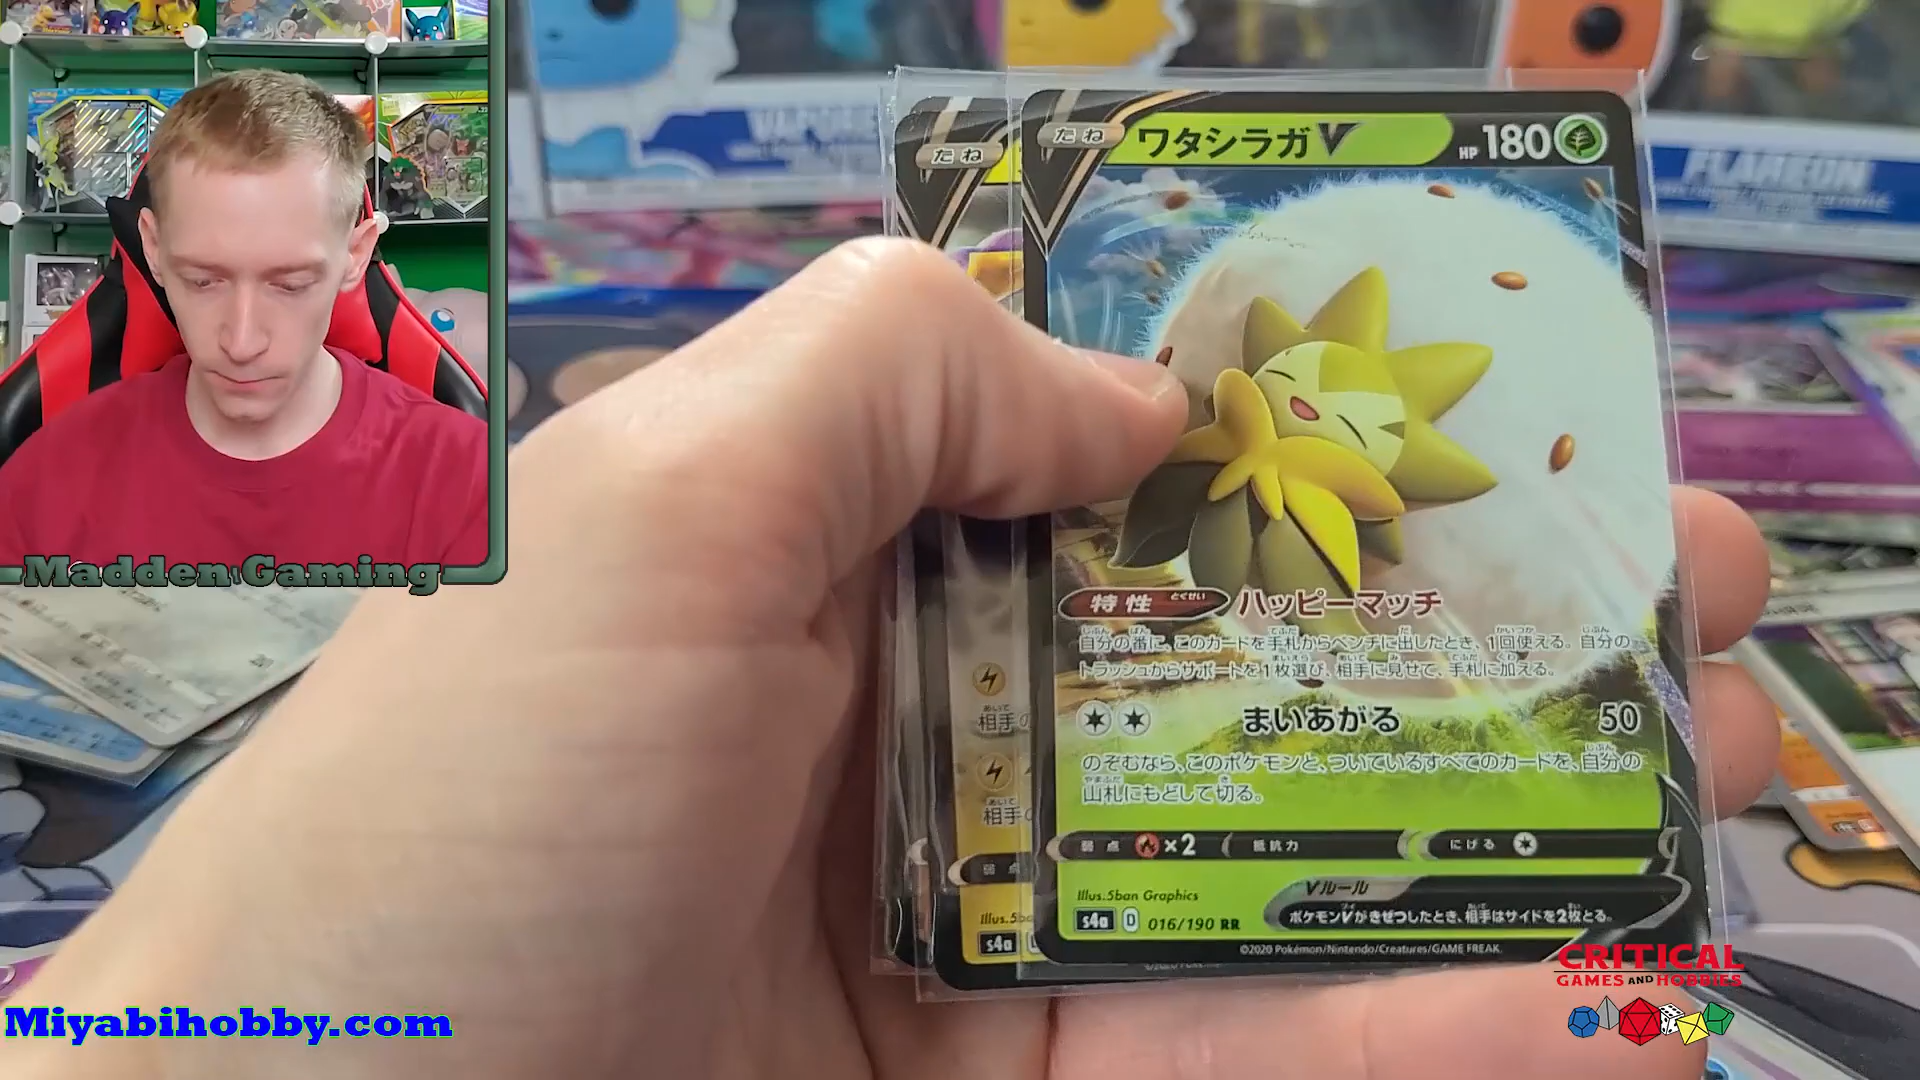 VAPORE
FLAREON
たね
たね
ワタシラガV
HP 180
特性
とくせい
ハッピーマッチ
自分の番に、このカードを手札からベンチに出したとき、1回使える。自分の
トラッシュからサポートを1枚選び、相手に見せて、手札に加える。
まいあがる 50
のぞむなら、このポケモンと、ついているすべてのカードを、自分の
山札にもどして切る。
相手の
相手の
弱点
弱点 ×2 抵抗力 にげる
Vルール
ポケモンVがきぜつしたとき、相手はサイドを2枚とる。
Illus.5ban Graphics
s4a D 016/190 RR
©2020 Pokémon/Nintendo/Creatures/GAME FREAK.
Illus.5b
s4a
Madden Gaming
Miyabihobby.com
CRITICAL
GAMES AND HOBBIES